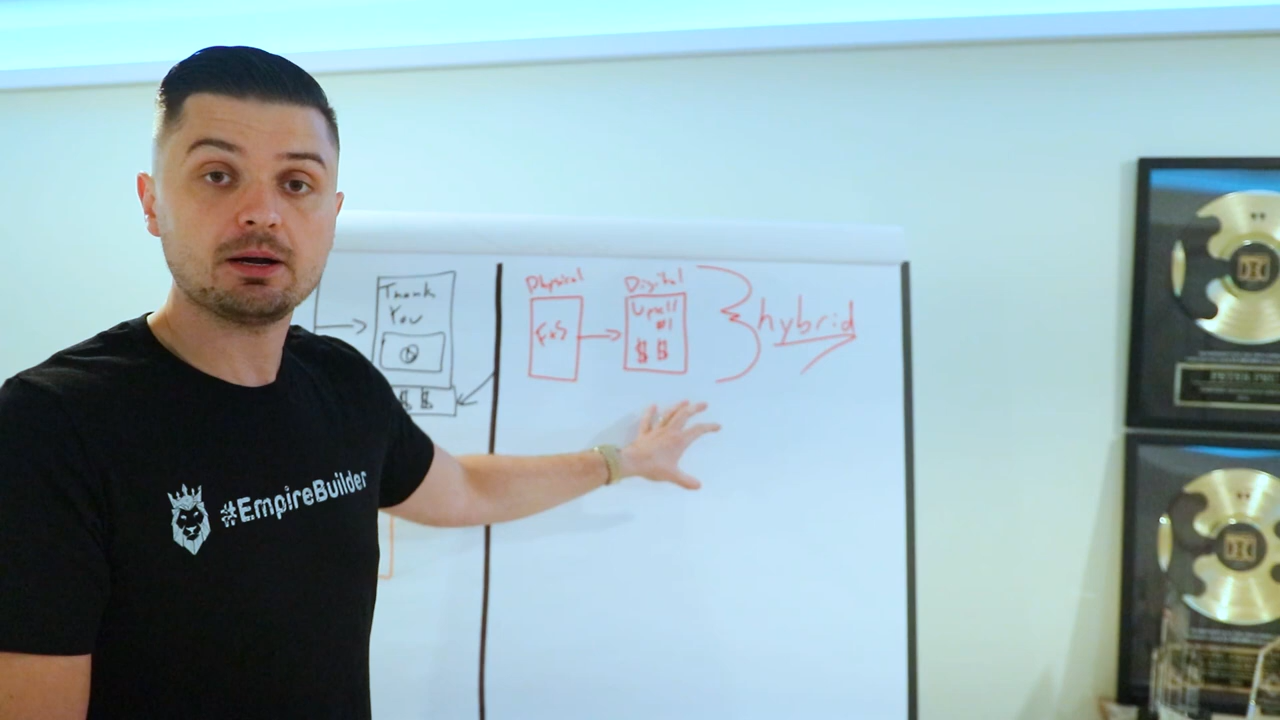 Physical
Digital
Thank
You
F+S
Upsell
#1
$ $
hybrid
$ $
#EmpireBuilder